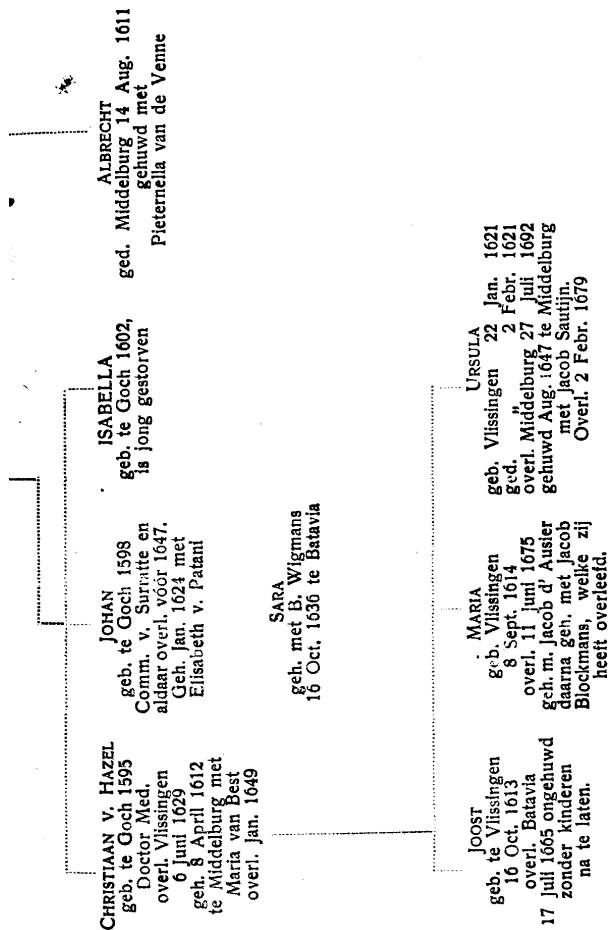 CHRISTIAAN V. HAZEL
geb. te Goch 1595
Doctor Med.
overl. Vlissingen
6 Juni 1629
geh. 8 April 1612
te Middelburg met
Maria van Best
overl. Jan. 1649
JOHAN
geb. te Goch 1598
Comm. v. Surratte en
aldaar overl. vóór 1647.
Geh. Jan. 1624 met
Elisabeth v. Patani
ISABELLA
geb. te Goch 1602,
is jong gestorven
ALBRECHT
ged. Middelburg 14 Aug. 1611
gehuwd met
Pieternella van de Venne
SARA
geh. met B. Wigmans
16 Oct. 1636 te Batavia
JOOST
geb. te Vlissingen
16 Oct. 1613
overl. Batavia
17 Juli 1665 ongehuwd
zonder kinderen
na te laten.
MARIA
geb. Vlissingen
8 Sept. 1614
overl. 11 Juni 1675
geh. m. Jacob d' Ausier
daarna geh. met Jacob
Blockmans, welke zij
heeft overleefd.
URSULA
geb. Vlissingen 22 Jan. 1621
ged. „ 2 Febr. 1621
overl. Middelburg 27 Juli 1692
gehuwd Aug. 1647 te Middelburg
met Jacob Sautijn.
Overl. 2 Febr. 1679